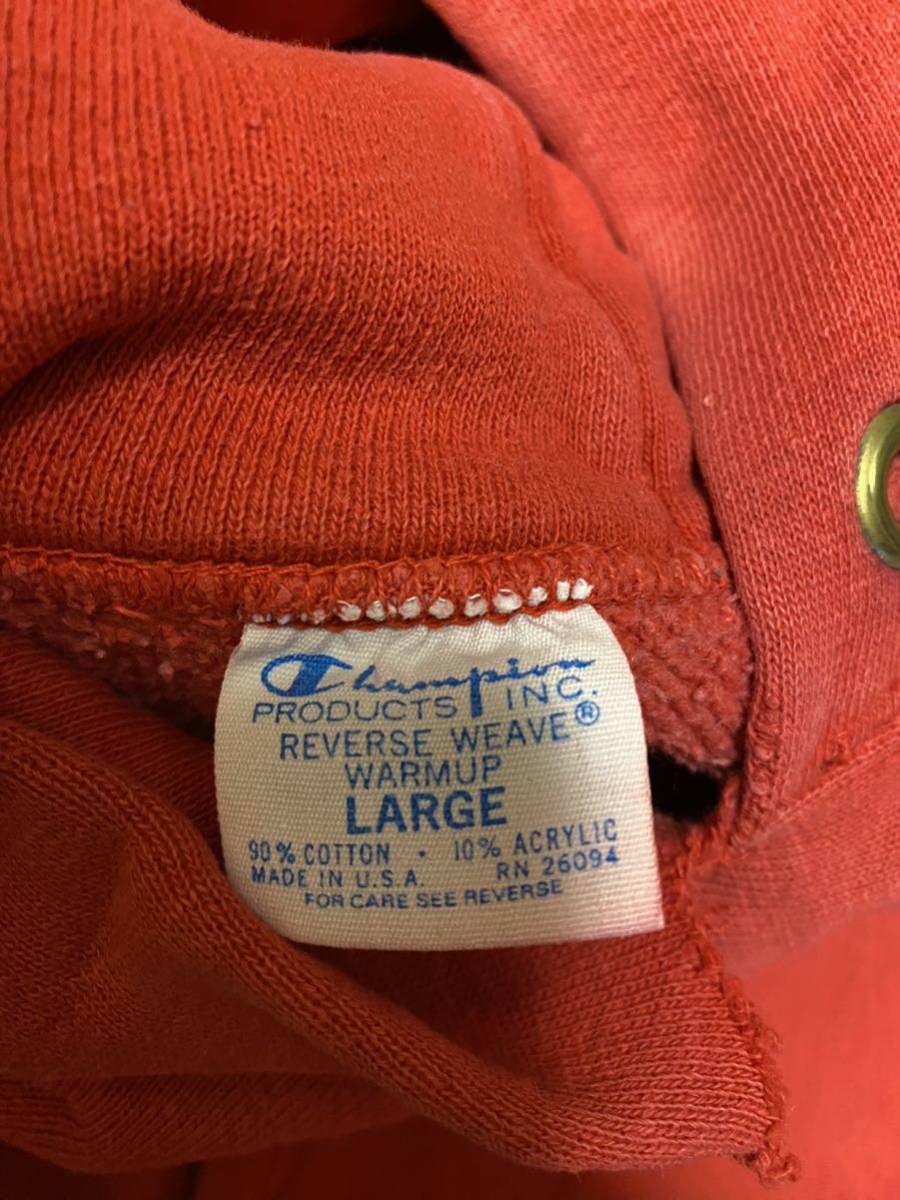 Champion
PRODUCTS INC.
REVERSE WEAVE®
WARMUP
LARGE
90% COTTON · 10% ACRYLIC
MADE IN U.S.A. RN 26094
FOR CARE SEE REVERSE